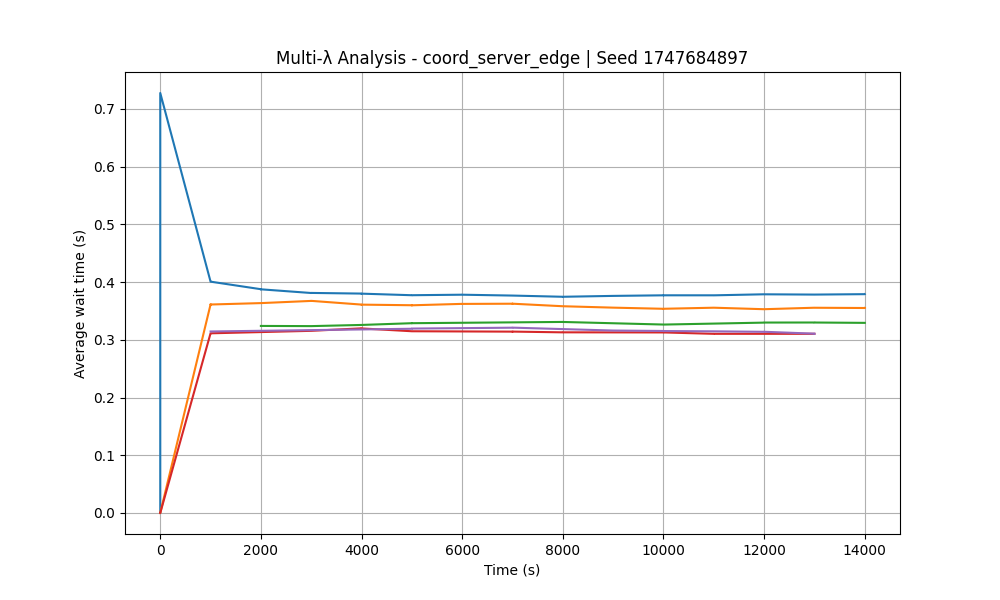 Multi-λ Analysis - coord_server_edge | Seed 1747684897
Average wait time (s)
0.7
0.6
0.5
0.4
0.3
0.2
0.1
0.0
0 2000 4000 6000 8000 10000 12000 14000
Time (s)